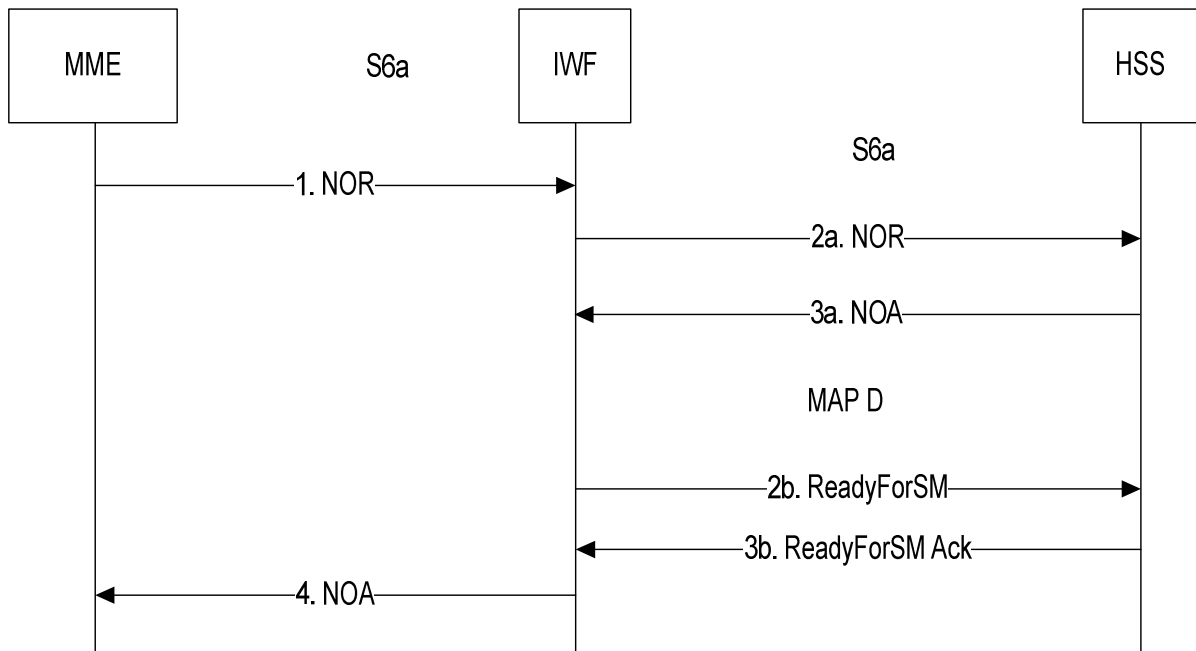 MME
S6a
IWF
HSS
S6a
1. NOR
2a. NOR
3a. NOA
MAP D
2b. ReadyForSM
3b. ReadyForSM Ack
4. NOA